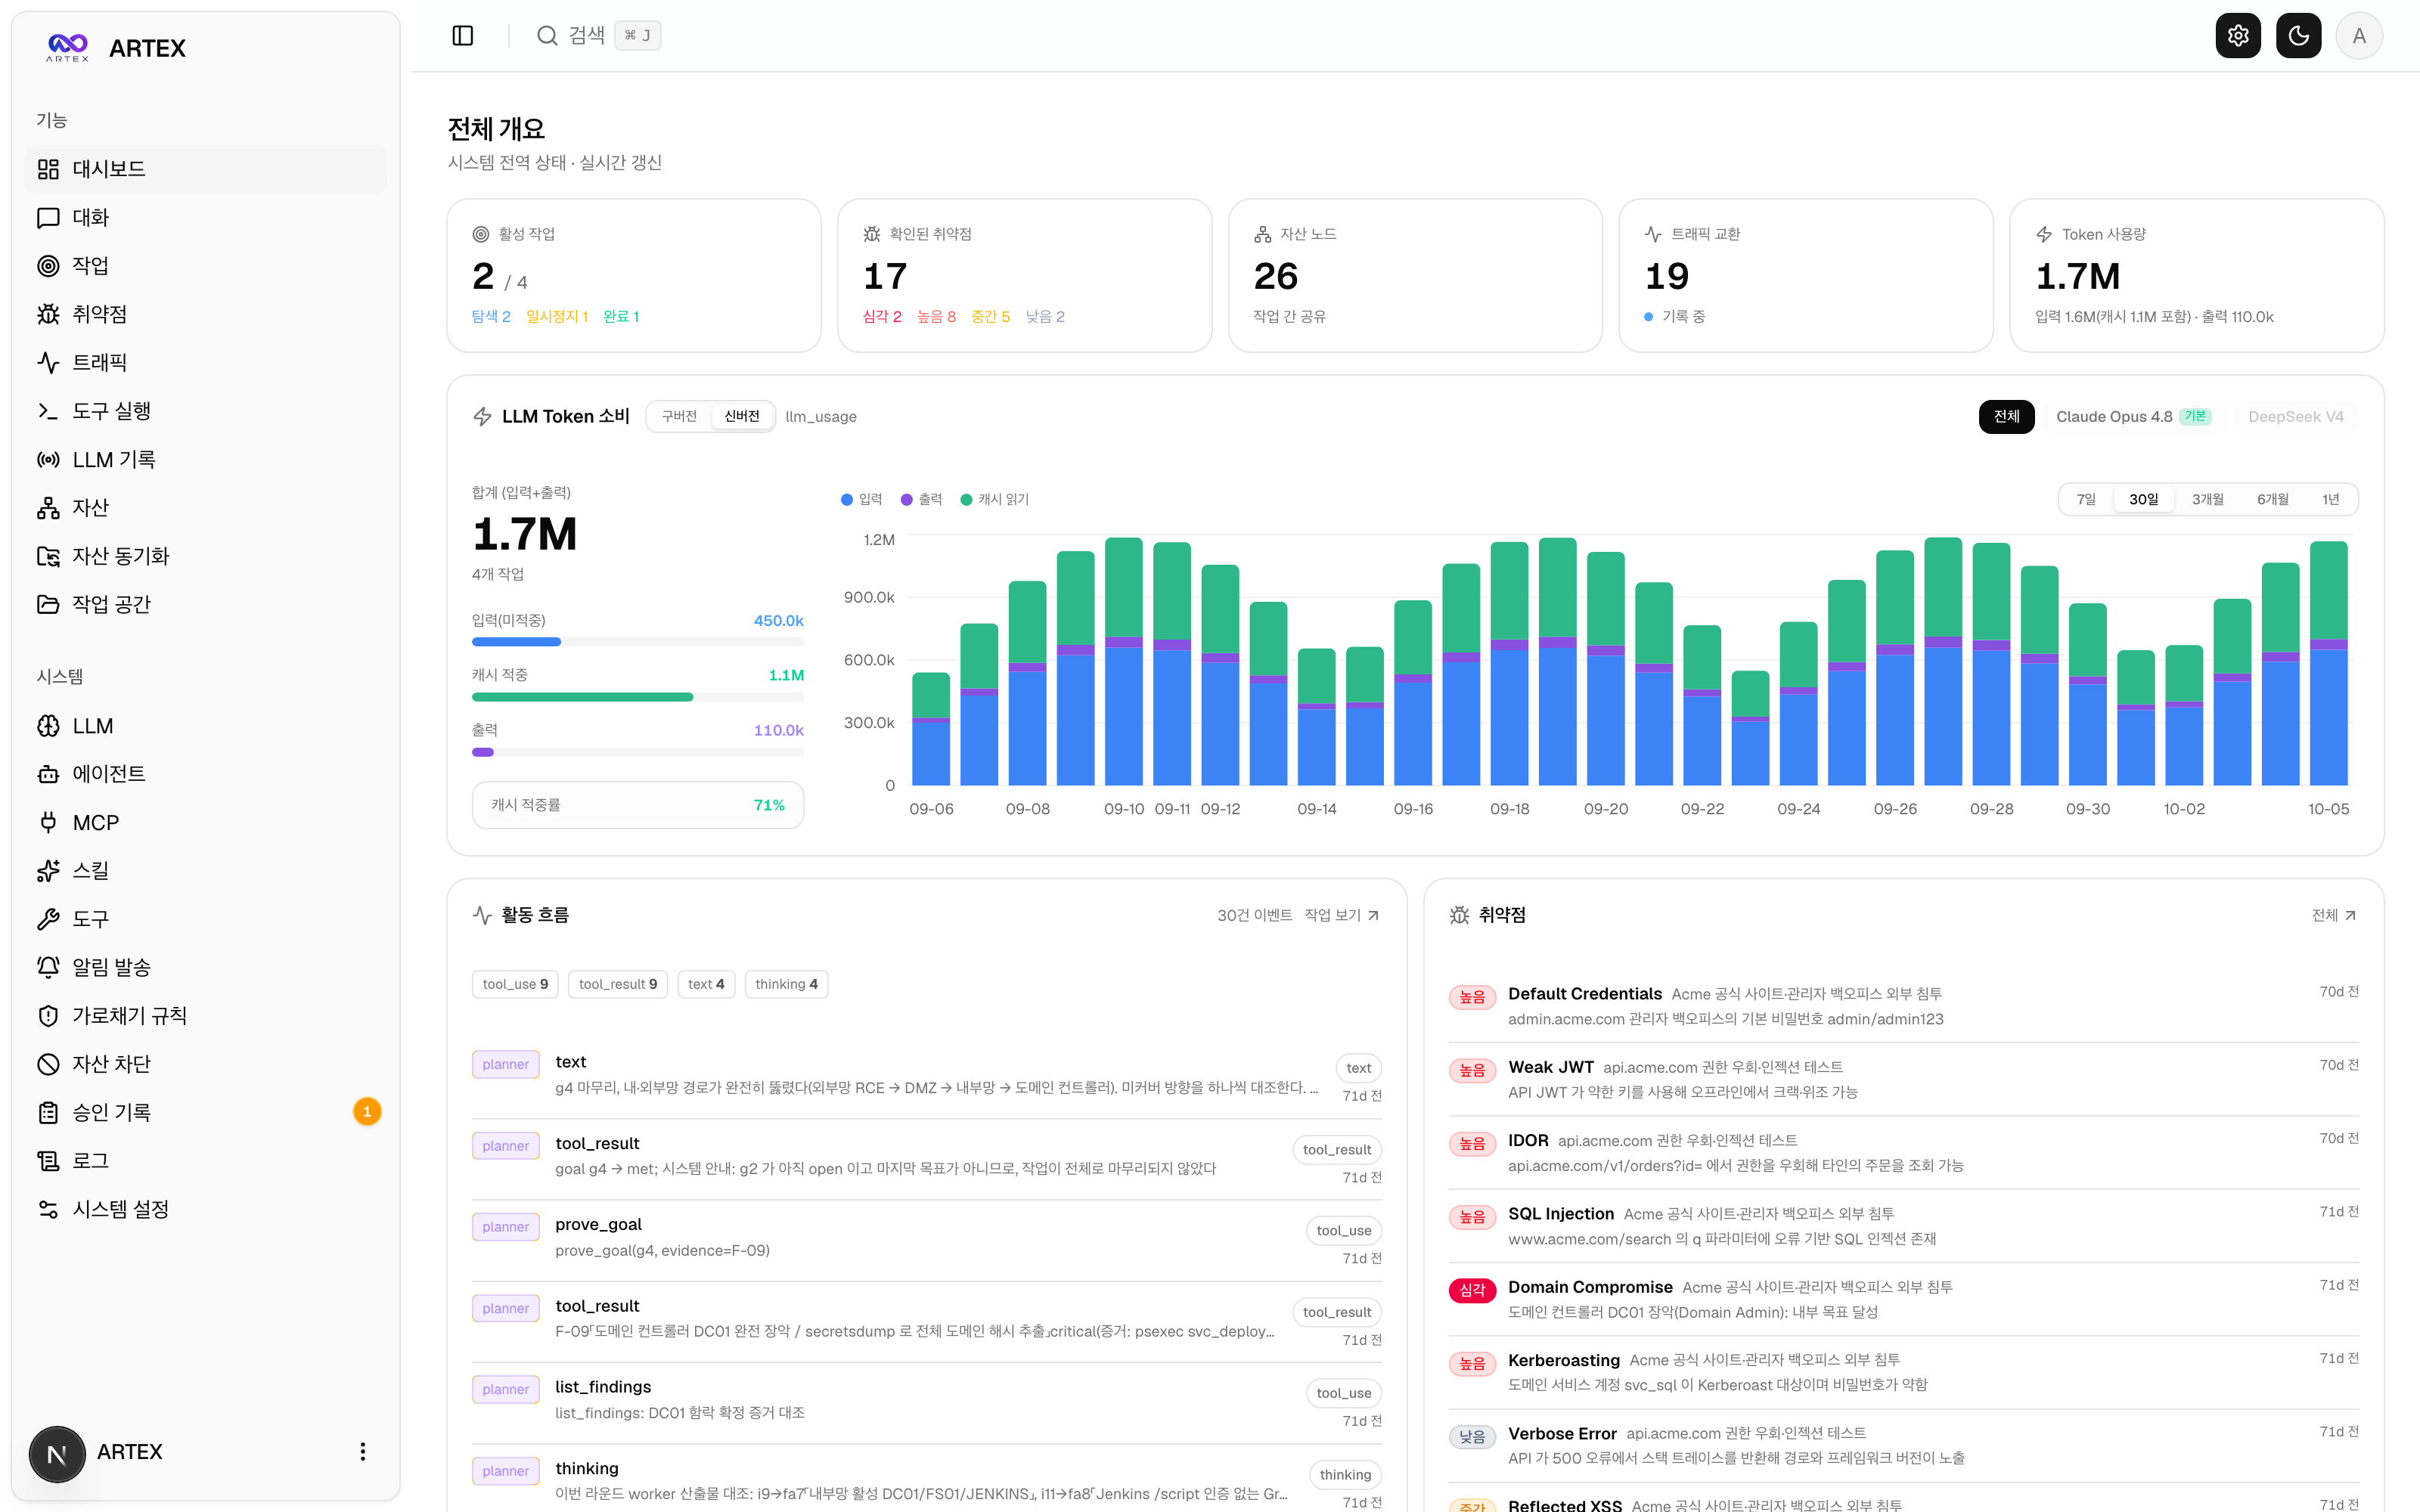 ARTEX
ARTEX
기능
대시보드
대화
작업
취약점
트래픽
도구 실행
LLM 기록
자산
자산 동기화
작업 공간
시스템
LLM
에이전트
MCP
스킬
도구
알림 발송
가로채기 규칙
자산 차단
승인 기록 1
로그
시스템 설정
N ARTEX
검색 ⌘ J
A
전체 개요
시스템 전역 상태 · 실시간 갱신
활성 작업
2 / 4
탐색 2 일시정지 1 완료 1
확인된 취약점
17
심각 2 높음 8 중간 5 낮음 2
자산 노드
26
작업 간 공유
트래픽 교환
19
기록 중
Token 사용량
1.7M
입력 1.6M(캐시 1.1M 포함) · 출력 110.0k
LLM Token 소비 구버전 신버전 llm_usage
전체 Claude Opus 4.8 기본 DeepSeek V4
합계 (입력+출력)
1.7M
4개 작업
입력(미적중) 450.0k
캐시 적중 1.1M
출력 110.0k
캐시 적중률 71%
입력 출력 캐시 읽기
7일 30일 3개월 6개월 1년
1.2M
900.0k
600.0k
300.0k
0
09-06 09-08 09-10 09-11 09-12 09-14 09-16 09-18 09-20 09-22 09-24 09-26 09-28 09-30 10-02 10-05
활동 흐름 30건 이벤트 작업 보기
tool_use 9 tool_result 9 text 4 thinking 4
planner text text
g4 마무리, 내·외부망 경로가 완전히 뚫렸다(외부망 RCE → DMZ → 내부망 → 도메인 컨트롤러). 미커버 방향을 하나씩 대조한다. ... 71d 전
planner tool_result tool_result
goal g4 → met; 시스템 안내: g2 가 아직 open 이고 마지막 목표가 아니므로, 작업이 전체로 마무리되지 않았다 71d 전
planner prove_goal tool_use
prove_goal(g4, evidence=F-09) 71d 전
planner tool_result tool_result
F-09「도메인 컨트롤러 DC01 완전 장악 / secretsdump 로 전체 도메인 해시 추출」critical(증거: psexec svc_deploy... 71d 전
planner list_findings tool_use
list_findings: DC01 함락 확정 증거 대조 71d 전
planner thinking thinking
이번 라운드 worker 산출물 대조: i9→fa7「내부망 활성 DC01/FS01/JENKINS」, i11→fa8「Jenkins /script 인증 없는 Gr... 71d 전
취약점 전체
높음 Default Credentials Acme 공식 사이트·관리자 백오피스 외부 침투 70d 전
admin.acme.com 관리자 백오피스의 기본 비밀번호 admin/admin123
높음 Weak JWT api.acme.com 권한 우회·인젝션 테스트 70d 전
API JWT 가 약한 키를 사용해 오프라인에서 크랙·위조 가능
높음 IDOR api.acme.com 권한 우회·인젝션 테스트 70d 전
api.acme.com/v1/orders?id= 에서 권한을 우회해 타인의 주문을 조회 가능
높음 SQL Injection Acme 공식 사이트·관리자 백오피스 외부 침투 71d 전
www.acme.com/search 의 q 파라미터에 오류 기반 SQL 인젝션 존재
심각 Domain Compromise Acme 공식 사이트·관리자 백오피스 외부 침투 71d 전
도메인 컨트롤러 DC01 장악(Domain Admin): 내부 목표 달성
높음 Kerberoasting Acme 공식 사이트·관리자 백오피스 외부 침투 71d 전
도메인 서비스 계정 svc_sql 이 Kerberoast 대상이며 비밀번호가 약함
낮음 Verbose Error api.acme.com 권한 우회·인젝션 테스트 71d 전
API 가 500 오류에서 스택 트레이스를 반환해 경로와 프레임워크 버전이 노출
중간 Reflected XSS Acme 공식 사이트·관리자 백오피스 외부 침투 71d 전